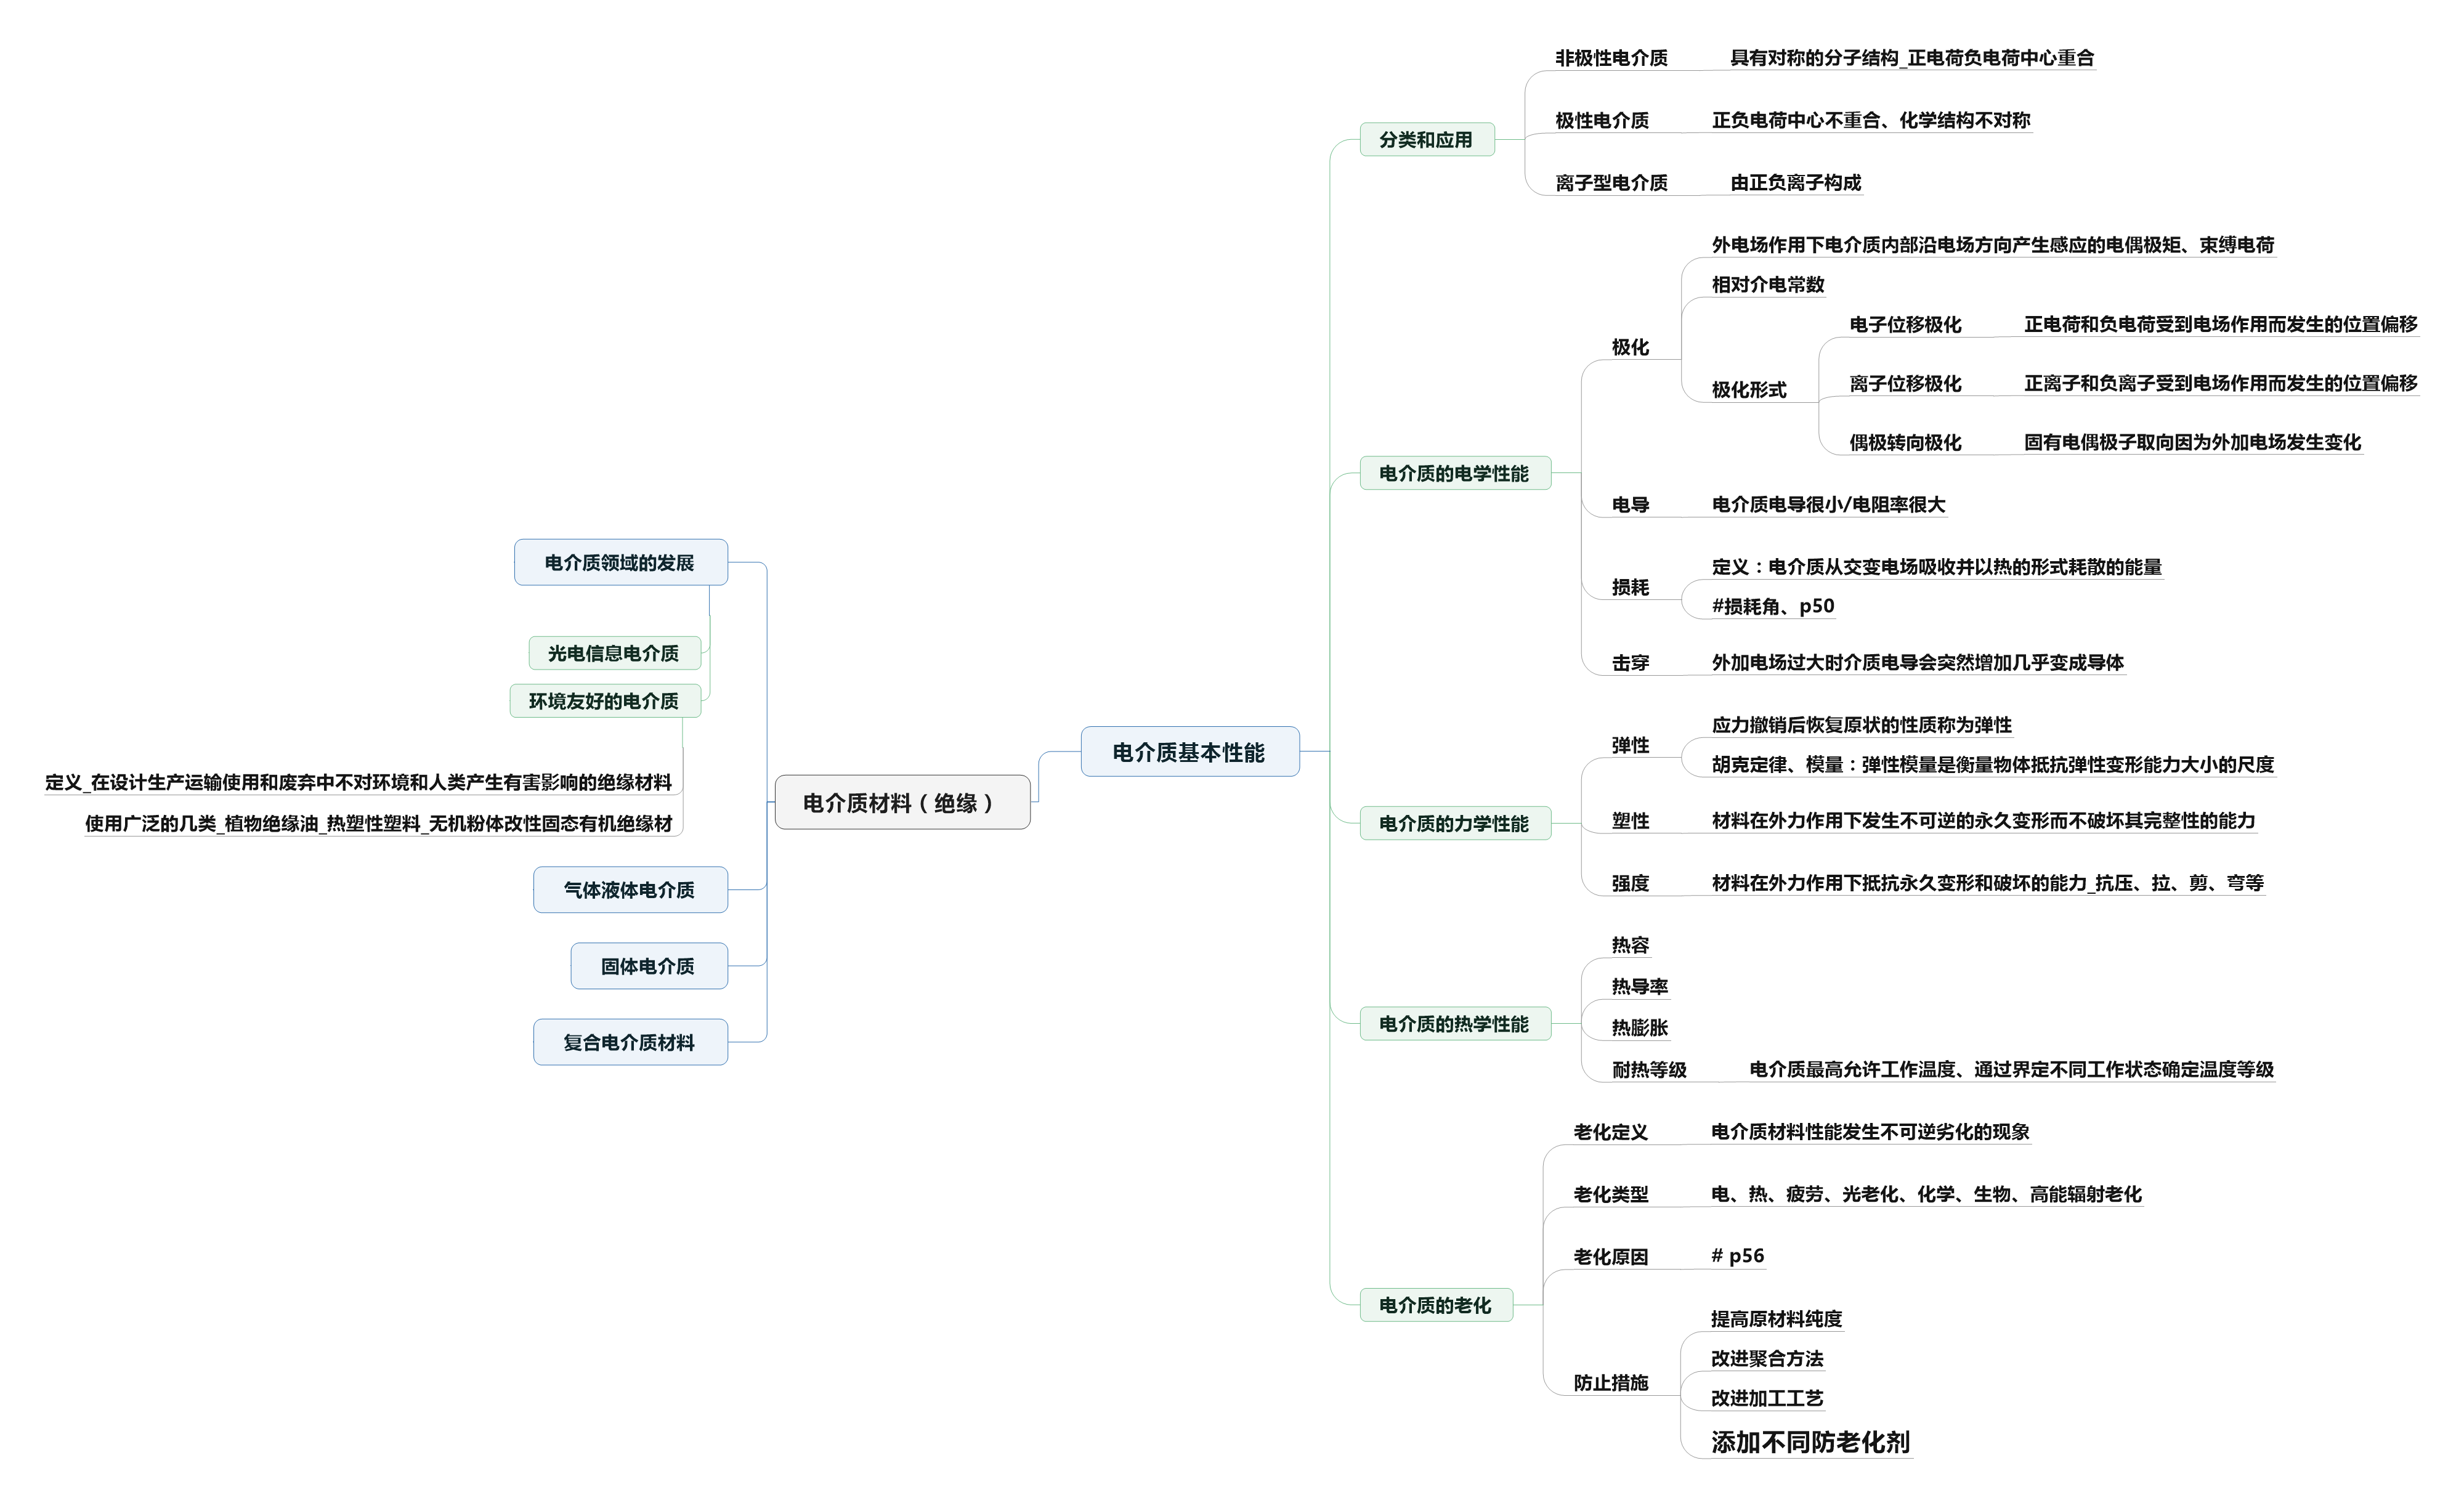 电介质材料（绝缘）
电介质基本性能
分类和应用
非极性电介质
具有对称的分子结构_正电荷负电荷中心重合
极性电介质
正负电荷中心不重合、化学结构不对称
离子型电介质
由正负离子构成
电介质的电学性能
极化
外电场作用下电介质内部沿电场方向产生感应的电偶极矩、束缚电荷
相对介电常数
极化形式
电子位移极化
正电荷和负电荷受到电场作用而发生的位置偏移
离子位移极化
正离子和负离子受到电场作用而发生的位置偏移
偶极转向极化
固有电偶极子取向因为外加电场发生变化
电导
电介质电导很小/电阻率很大
损耗
定义：电介质从交变电场吸收并以热的形式耗散的能量
#损耗角、p50
击穿
外加电场过大时介质电导会突然增加几乎变成导体
电介质的力学性能
弹性
应力撤销后恢复原状的性质称为弹性
胡克定律、模量：弹性模量是衡量物体抵抗弹性变形能力大小的尺度
塑性
材料在外力作用下发生不可逆的永久变形而不破坏其完整性的能力
强度
材料在外力作用下抵抗永久变形和破坏的能力_抗压、拉、剪、弯等
电介质的热学性能
热容
热导率
热膨胀
耐热等级
电介质最高允许工作温度、通过界定不同工作状态确定温度等级
电介质的老化
老化定义
电介质材料性能发生不可逆劣化的现象
老化类型
电、热、疲劳、光老化、化学、生物、高能辐射老化
老化原因
# p56
防止措施
提高原材料纯度
改进聚合方法
改进加工工艺
添加不同防老化剂
电介质领域的发展
光电信息电介质
环境友好的电介质
定义_在设计生产运输使用和废弃中不对环境和人类产生有害影响的绝缘材料
使用广泛的几类_植物绝缘油_热塑性塑料_无机粉体改性固态有机绝缘材
气体液体电介质
固体电介质
复合电介质材料